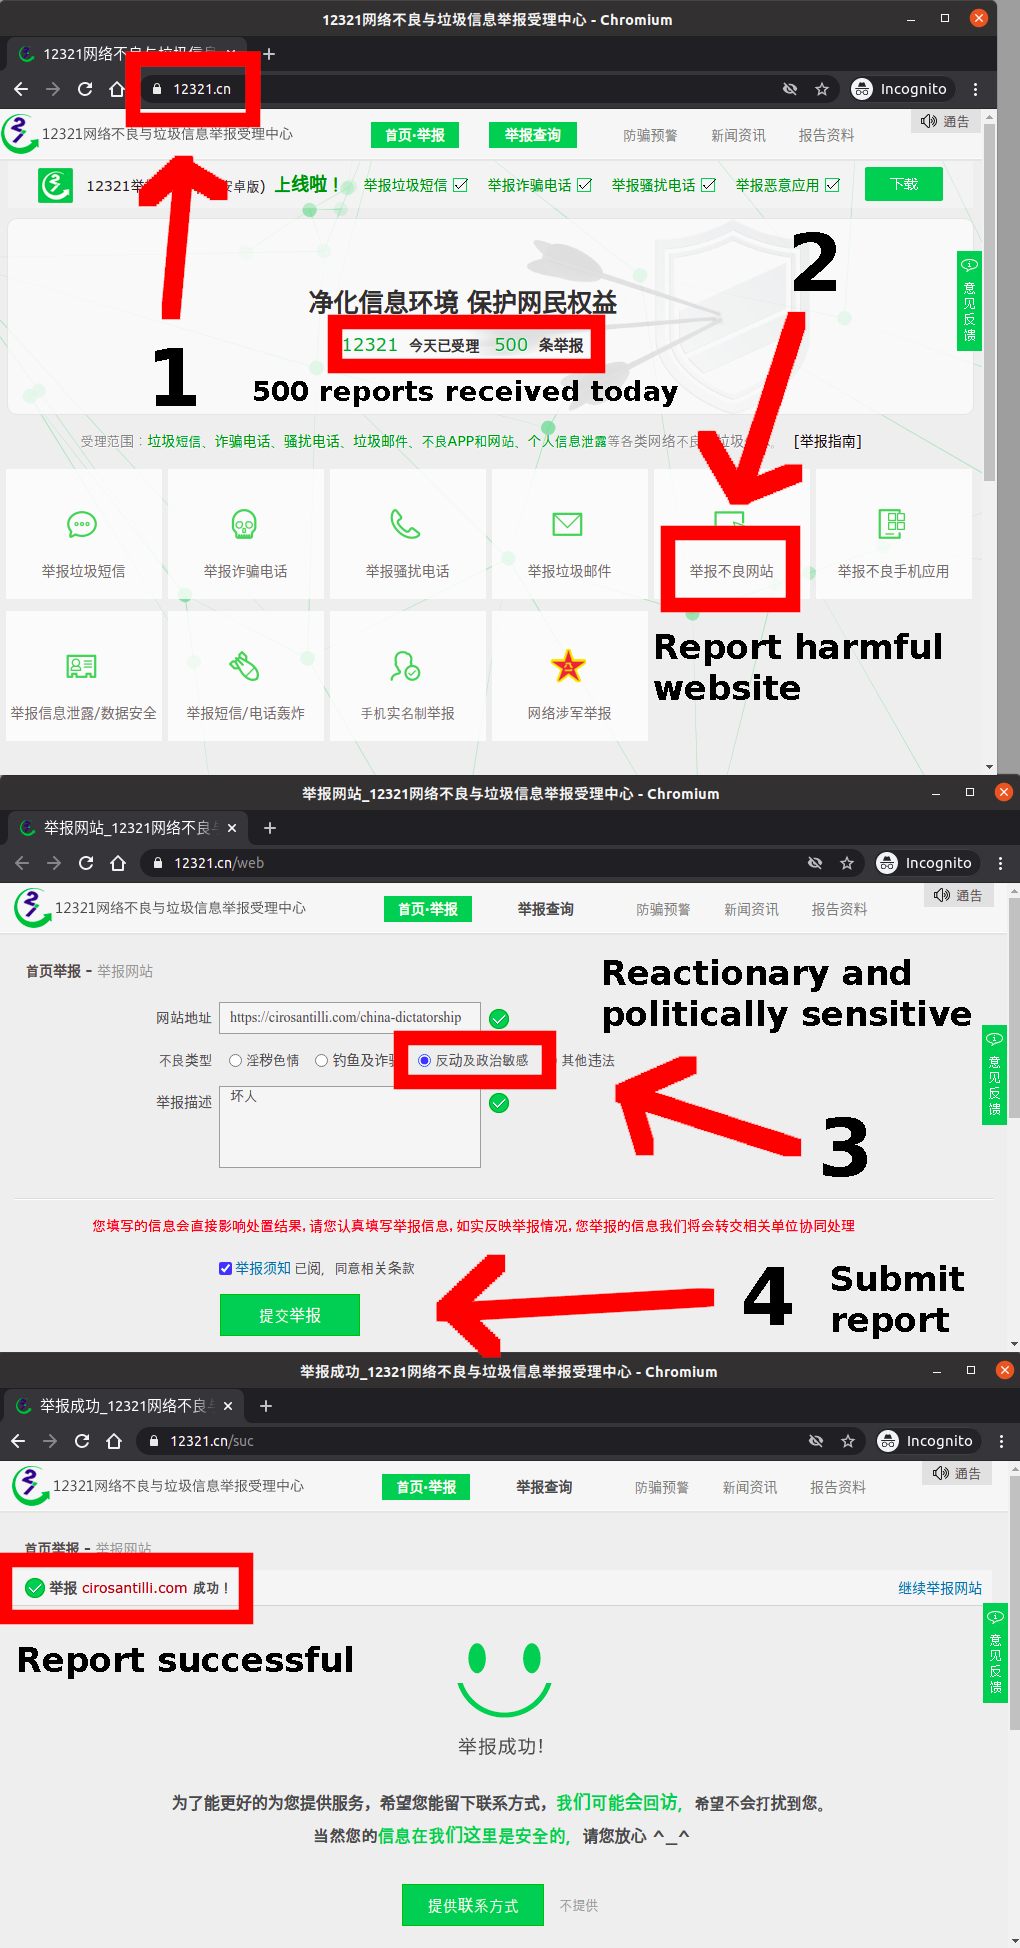 12321网络不良与垃圾信息举报受理中心 - Chromium
12321网络不良与垃圾信息
12321.cn
Incognito
12321网络不良与垃圾信息举报受理中心
首页·举报
举报查询
防骗预警
新闻资讯
报告资料
通告
12321举 安卓版) 上线啦！
举报垃圾短信
举报诈骗电话
举报骚扰电话
举报恶意应用
下载
2
意见反馈
净化信息环境 保护网民权益
12321 今天已受理 500 条举报
1
500 reports received today
受理范围：垃圾短信、诈骗电话、骚扰电话、垃圾邮件、不良APP和网站、个人信息泄露等各类网络不良 垃圾 。 [举报指南]
举报垃圾短信
举报诈骗电话
举报骚扰电话
举报垃圾邮件
举报不良网站
举报不良手机应用
Report harmful
website
举报信息泄露/数据安全
举报短信/电话轰炸
手机实名制举报
网络涉军举报
举报网站_12321网络不良与垃圾信息举报受理中心 - Chromium
举报网站_12321网络不良与
12321.cn/web
Incognito
12321网络不良与垃圾信息举报受理中心
首页·举报
举报查询
防骗预警
新闻资讯
报告资料
通告
首页举报 - 举报网站
Reactionary and
politically sensitive
网站地址 https://cirosantilli.com/china-dictatorship
不良类型 淫秽色情 钓鱼及诈骗 反动及政治敏感 其他违法
意见反馈
举报描述 坏人
3
您填写的信息会直接影响处置结果,请您认真填写举报信息,如实反映举报情况,您举报的信息我们将会转交相关单位协同处理
举报须知 已阅，同意相关条款
4 Submit
report
提交举报
举报成功_12321网络不良与垃圾信息举报受理中心 - Chromium
举报成功_12321网络不良与
12321.cn/suc
Incognito
12321网络不良与垃圾信息举报受理中心
首页·举报
举报查询
防骗预警
新闻资讯
报告资料
通告
首页举报 - 举报网站
举报 cirosantilli.com 成功！
继续举报网站
意见反馈
Report successful
举报成功!
为了能更好的为您提供服务，希望您能留下联系方式，我们可能会回访，希望不会打扰到您。
当然您的信息在我们这里是安全的，请您放心 ^_^
提供联系方式
不提供